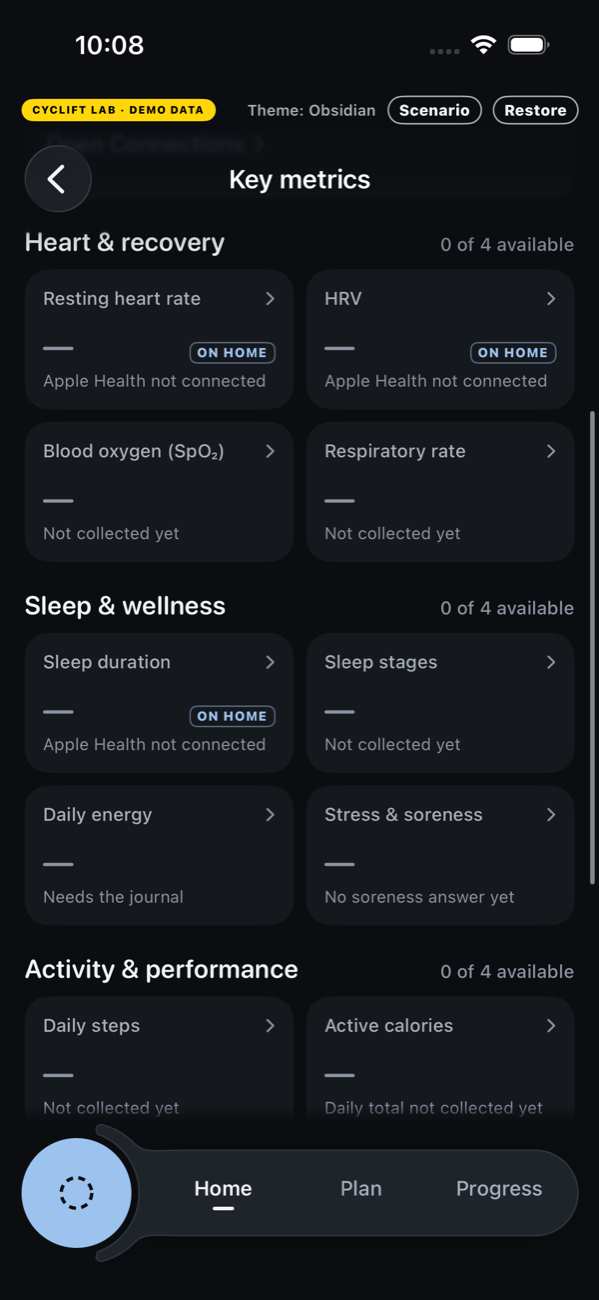 10:08
CYCLIFT LAB · DEMO DATA
Theme: Obsidian
Scenario
Restore
Open Connections
Key metrics
Heart & recovery
0 of 4 available
Resting heart rate
—
ON HOME
Apple Health not connected
HRV
—
ON HOME
Apple Health not connected
Blood oxygen (SpO₂)
—
Not collected yet
Respiratory rate
—
Not collected yet
Sleep & wellness
0 of 4 available
Sleep duration
—
ON HOME
Apple Health not connected
Sleep stages
—
Not collected yet
Daily energy
—
Needs the journal
Stress & soreness
—
No soreness answer yet
Activity & performance
0 of 4 available
Daily steps
—
Not collected yet
Active calories
—
Daily total not collected yet
Home
Plan
Progress